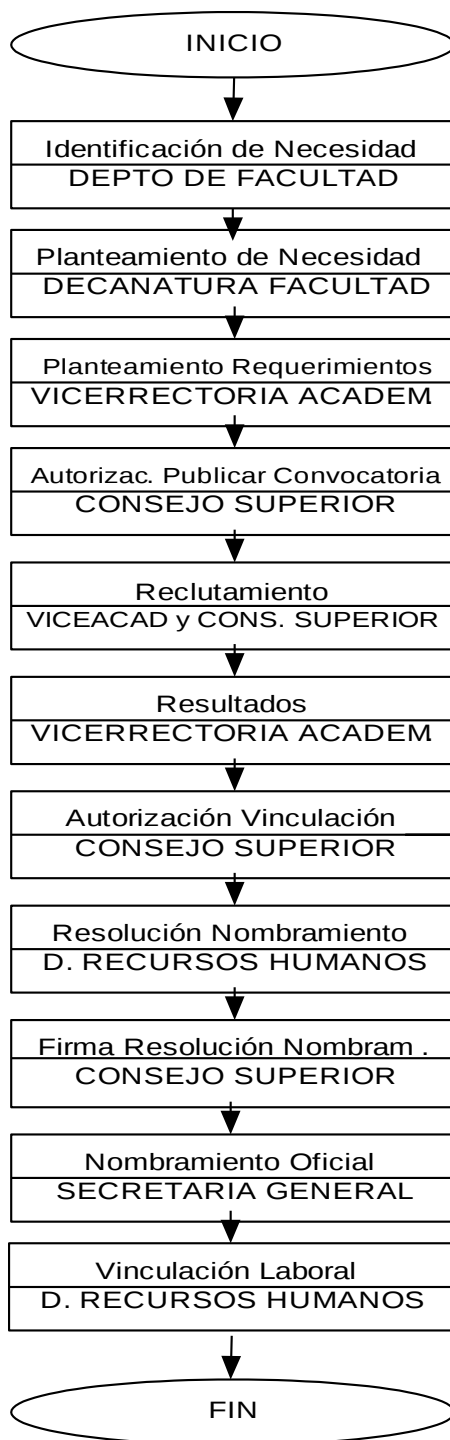 INICIO
Identificación de Necesidad
DEPTO DE FACULTAD
Planteamiento de Necesidad
DECANATURA FACULTAD
Planteamiento Requerimientos
VICERRECTORIA ACADEM.
Autorizac. Publicar Convocatoria
CONSEJO SUPERIOR
Reclutamiento
VICEACAD y CONS. SUPERIOR
Resultados
VICERRECTORIA ACADEM.
Autorización Vinculación
CONSEJO SUPERIOR
Resolución Nombramiento
D. RECURSOS HUMANOS
Firma Resolución Nombram .
CONSEJO SUPERIOR
Nombramiento Oficial
SECRETARIA GENERAL
Vinculación Laboral
D. RECURSOS HUMANOS
FIN